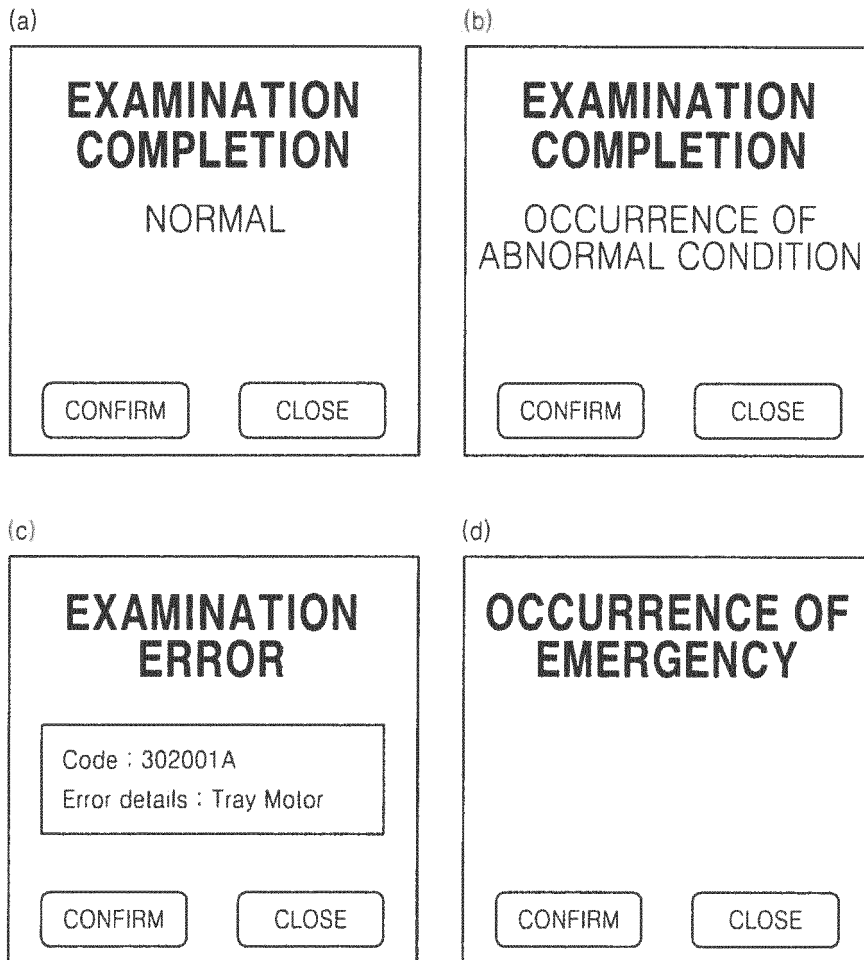 (a)
EXAMINATION
COMPLETION
NORMAL
CONFIRM
CLOSE
(b)
EXAMINATION
COMPLETION
OCCURRENCE OF
ABNORMAL CONDITION
CONFIRM
CLOSE
(c)
EXAMINATION
ERROR
Code : 302001A
Error details : Tray Motor
CONFIRM
CLOSE
(d)
OCCURRENCE OF
EMERGENCY
CONFIRM
CLOSE